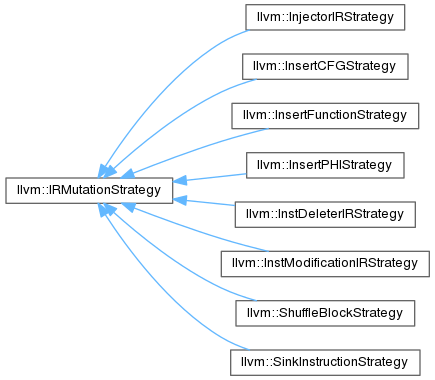 llvm::InjectorIRStrategy
llvm::InsertCFGStrategy
llvm::InsertFunctionStrategy
llvm::InsertPHIStrategy
llvm::IRMutationStrategy
llvm::InstDeleterIRStrategy
llvm::InstModificationIRStrategy
llvm::ShuffleBlockStrategy
llvm::SinkInstructionStrategy